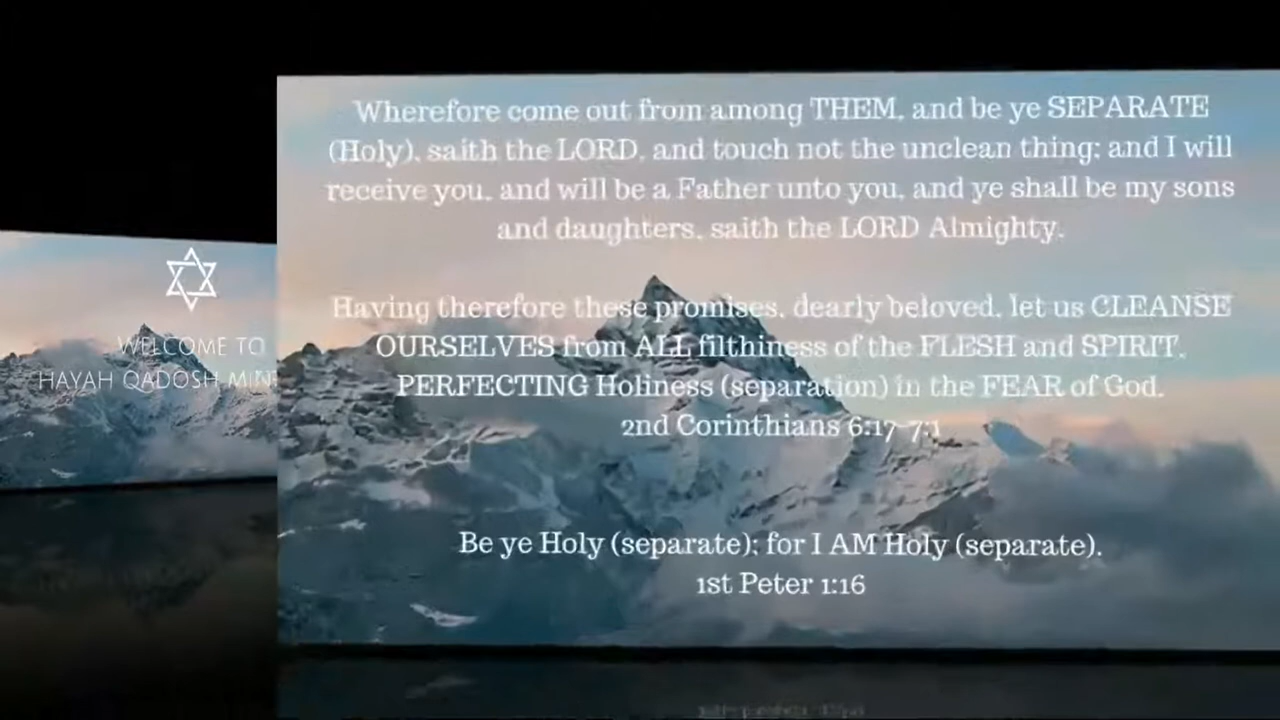 WELCOME TO
HAYAH QADOSH
Wherefore come out from among THEM, and be ye SEPARATE
(Holy), saith the LORD, and touch not the unclean thing; and I will
receive you, and will be a Father unto you, and ye shall be my sons
and daughters, saith the LORD Almighty.
Having therefore these promises, dearly beloved, let us CLEANSE
OURSELVES from ALL filthiness of the FLESH and SPIRIT,
PERFECTING Holiness (separation) in the FEAR of God.
2nd Corinthians 6:17-7:1
Be ye Holy (separate); for I AM Holy (separate).
1st Peter 1:16